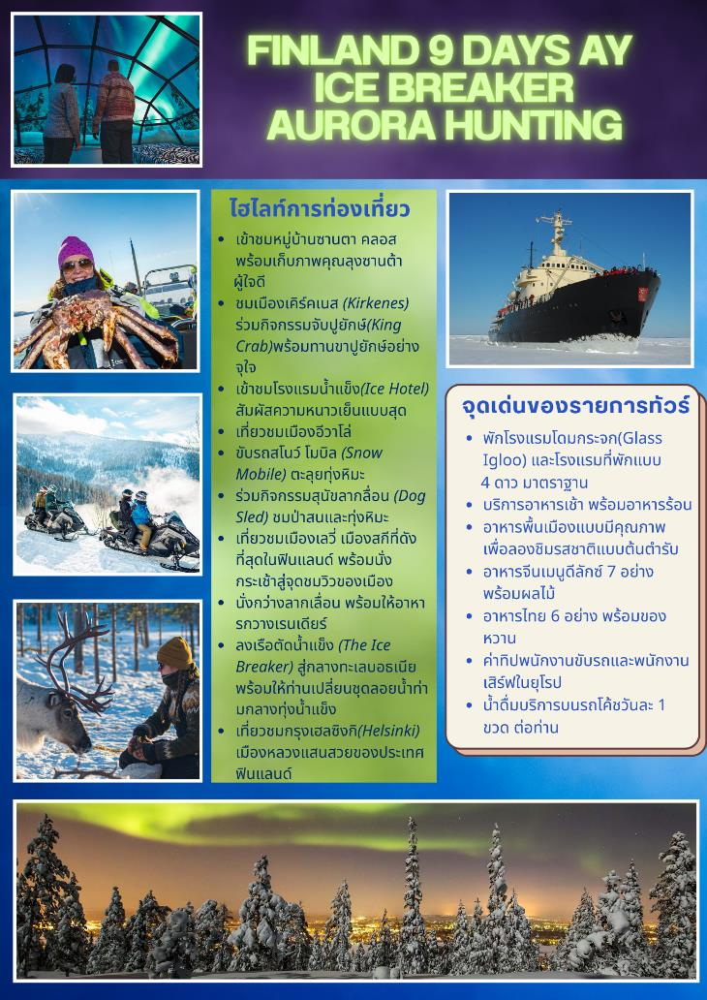 FINLAND 9 DAYS AY
ICE BREAKER
AURORA HUNTING
ไฮไลท์การท่องเที่ยว
• เข้าชมหมู่บ้านซานตา คลอส
พร้อมเก็บภาพคุณลุงซานต้า
ผู้ใจดี
• ชมเมืองเคิร์คเนส (Kirkenes)
ร่วมกิจกรรมจับปูยักษ์(King
Crab)พร้อมทานขาปูยักษ์อย่าง
จุใจ
• เข้าชมโรงแรมน้ำแข็ง(Ice Hotel)
สัมผัสความหนาวเย็นแบบสุด
• เที่ยวชมเมืองอีวาโล่
• ขับรถสโนว์ โมบิล (Snow
Mobile) ตะลุยทุ่งหิมะ
• ร่วมกิจกรรมสุนัขลากลื่อน (Dog
Sled) ชมป่าสนและทุ่งหิมะ
• เที่ยวชมเมืองเลวี่ เมืองสกีที่ดัง
ที่สุดในฟินแลนด์ พร้อมนั่ง
กระเช้าสู่จุดชมวิวของเมือง
• นั่งกว่างลากเลื่อน พร้อมให้อาหา
รกวางเรนเดียร์
• ลงเรือตัดน้ำแข็ง (The Ice
Breaker) สู่กลางทะเลบอธเนีย
พร้อมให้ท่านเปลี่ยนชุดลอยน้ำท่า
มกลางทุ่งน้ำแข็ง
• เที่ยวชมกรุงเฮลซิงกิ(Helsinki)
เมืองหลวงแสนสวยของประเทศ
ฟินแลนด์
จุดเด่นของรายการทัวร์
• พักโรงแรมโดมกระจก(Glass
Igloo) และโรงแรมที่พักแบบ
4 ดาว มาตราฐาน
• บริการอาหารเช้า พร้อมอาหารร้อน
• อาหารพื้นเมืองแบบมีคุณภาพ
เพื่อลองชิมรสชาติแบบต้นตำรับ
• อาหารจีนเมนูดีลักซ์ 7 อย่าง
พร้อมผลไม้
• อาหารไทย 6 อย่าง พร้อมของ
หวาน
• ค่าทิปพนักงานขับรถและพนักงาน
เสิร์ฟในยุโรป
• น้ำดื่มบริการบนรถโค้ชวันละ 1
ขวด ต่อท่าน